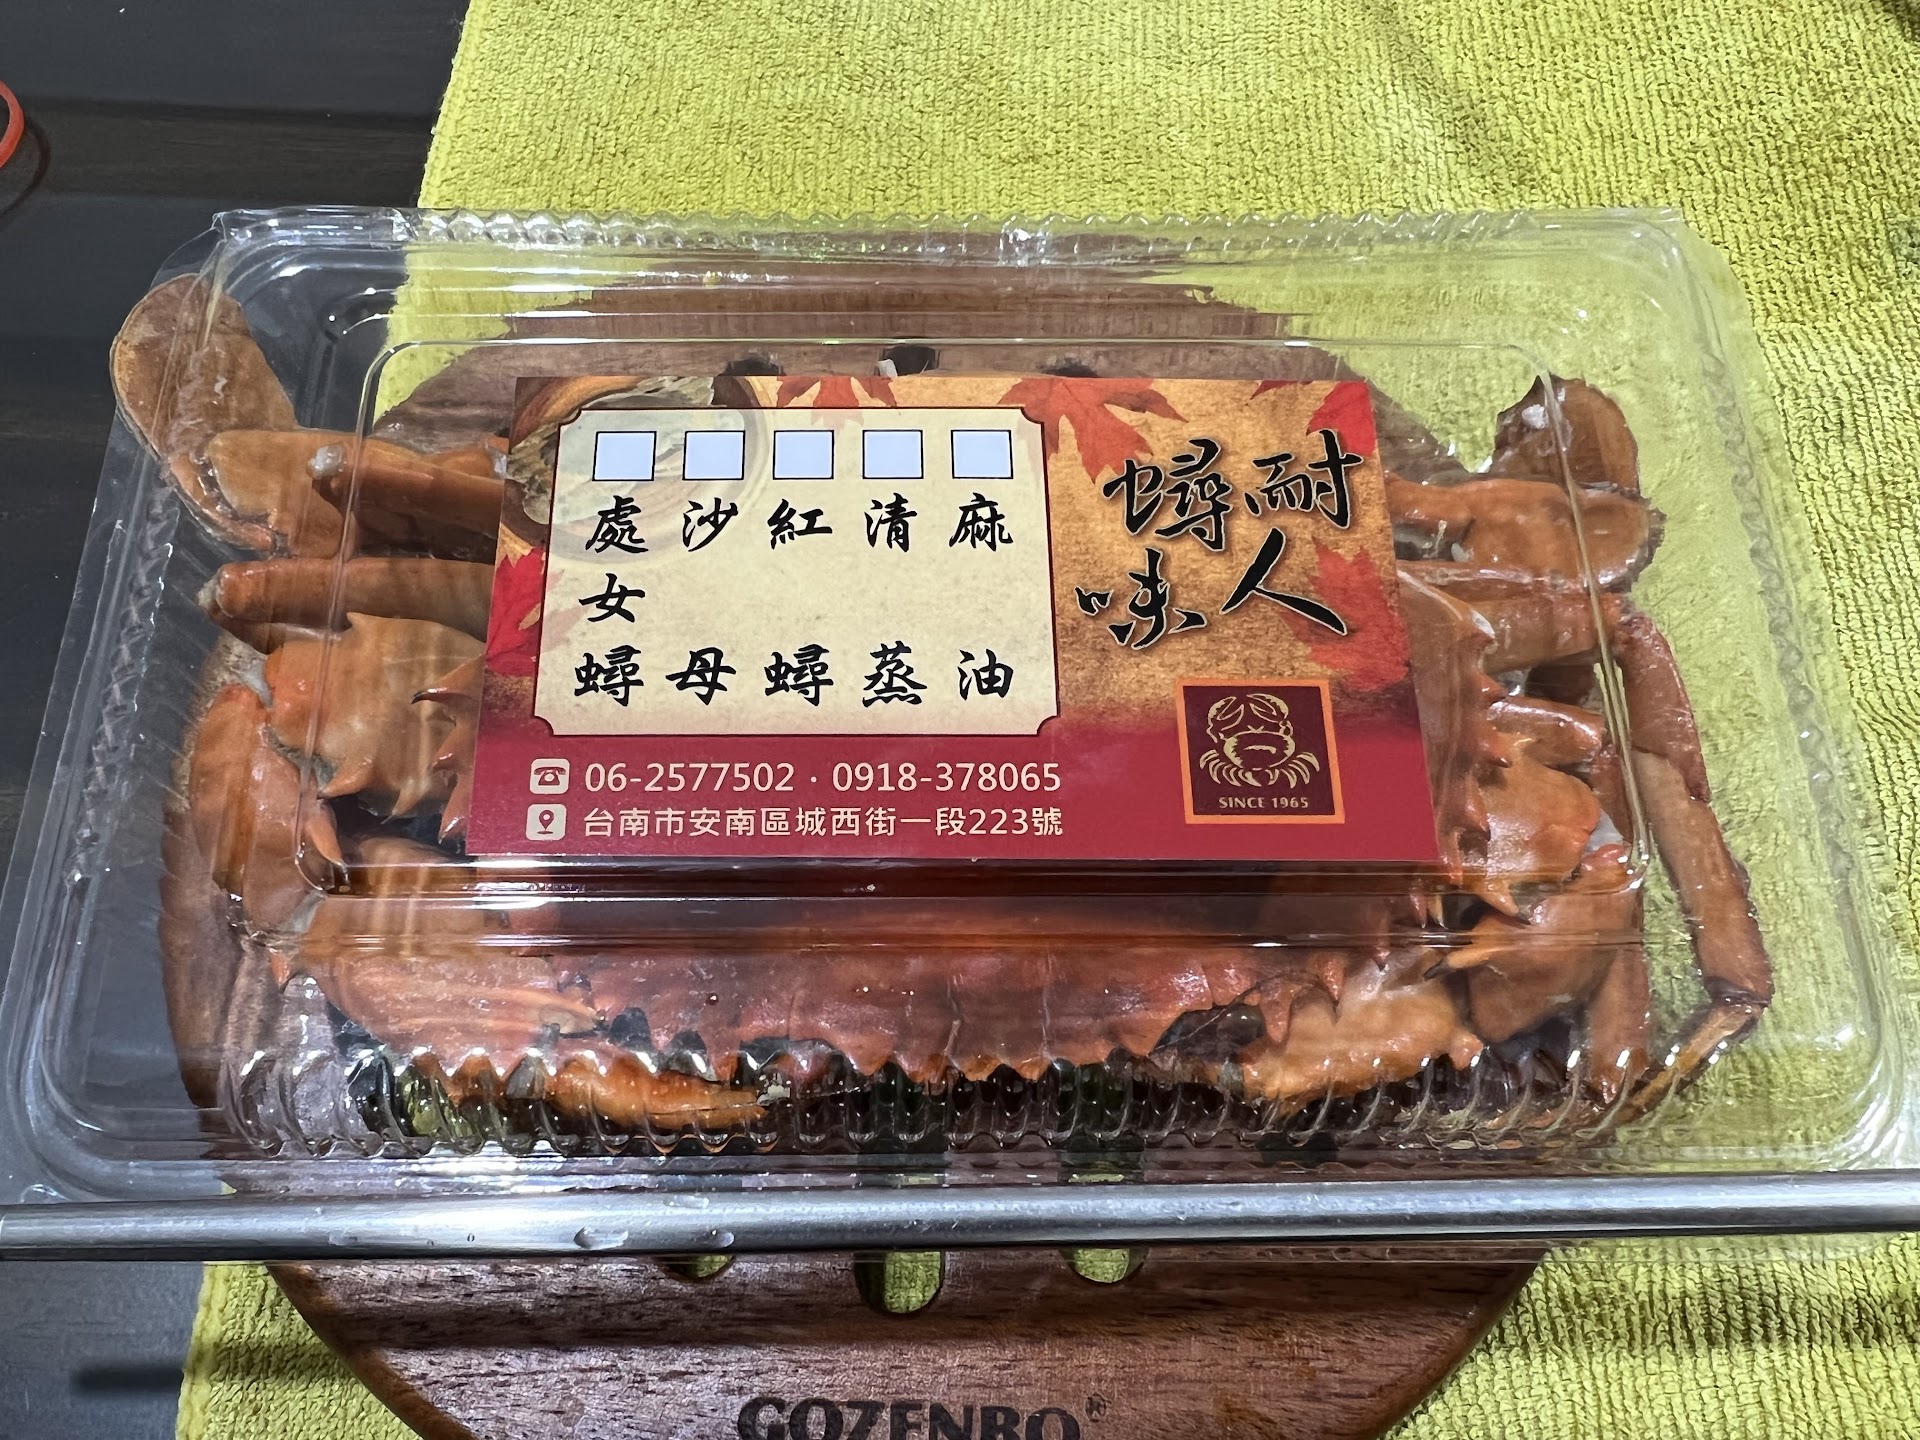 耐人
蟳味
麻油
清蒸
紅蟳
沙母
處女蟳
06-2577502 · 0918-378065
台南市安南區城西街一段223號
SINCE 1965
GOZENRO®